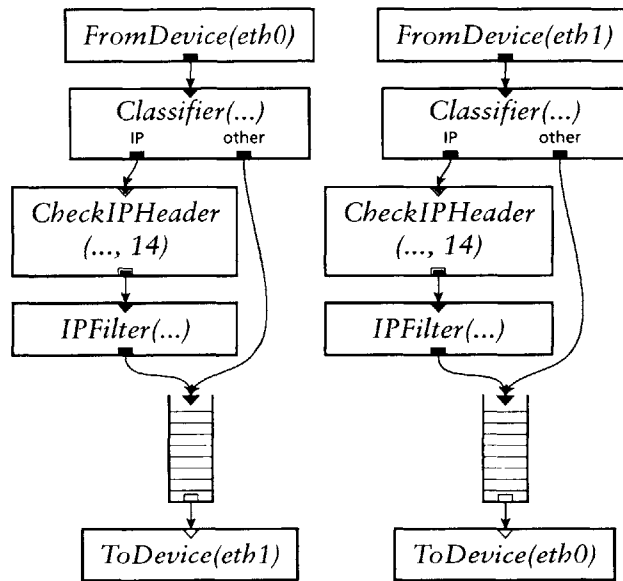 FromDevice(eth0)
Classifier(...)
IP other
CheckIPHeader
(..., 14)
IPFilter(...)
ToDevice(eth1)
FromDevice(eth1)
Classifier(...)
IP other
CheckIPHeader
(..., 14)
IPFilter(...)
ToDevice(eth0)